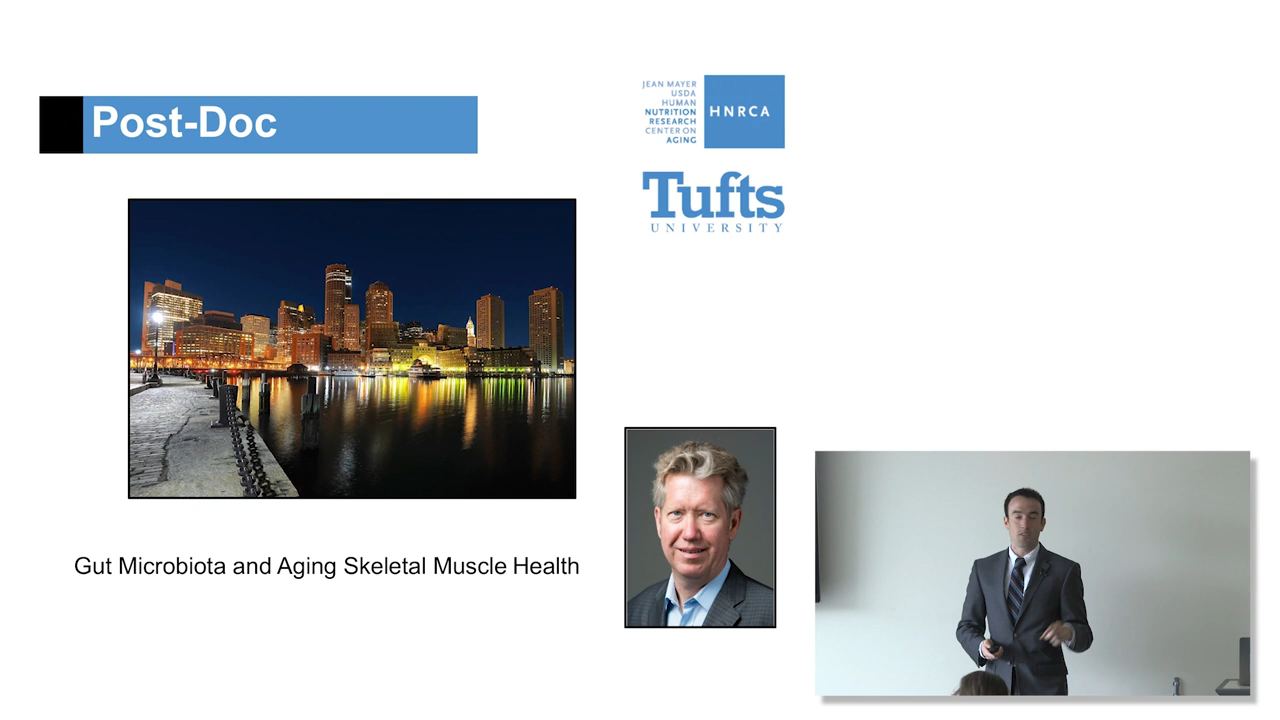 Post-Doc
JEAN MAYER
USDA
HUMAN
NUTRITION
RESEARCH
CENTER ON
AGING
HNRCA
Tufts
UNIVERSITY
Gut Microbiota and Aging Skeletal Muscle Health